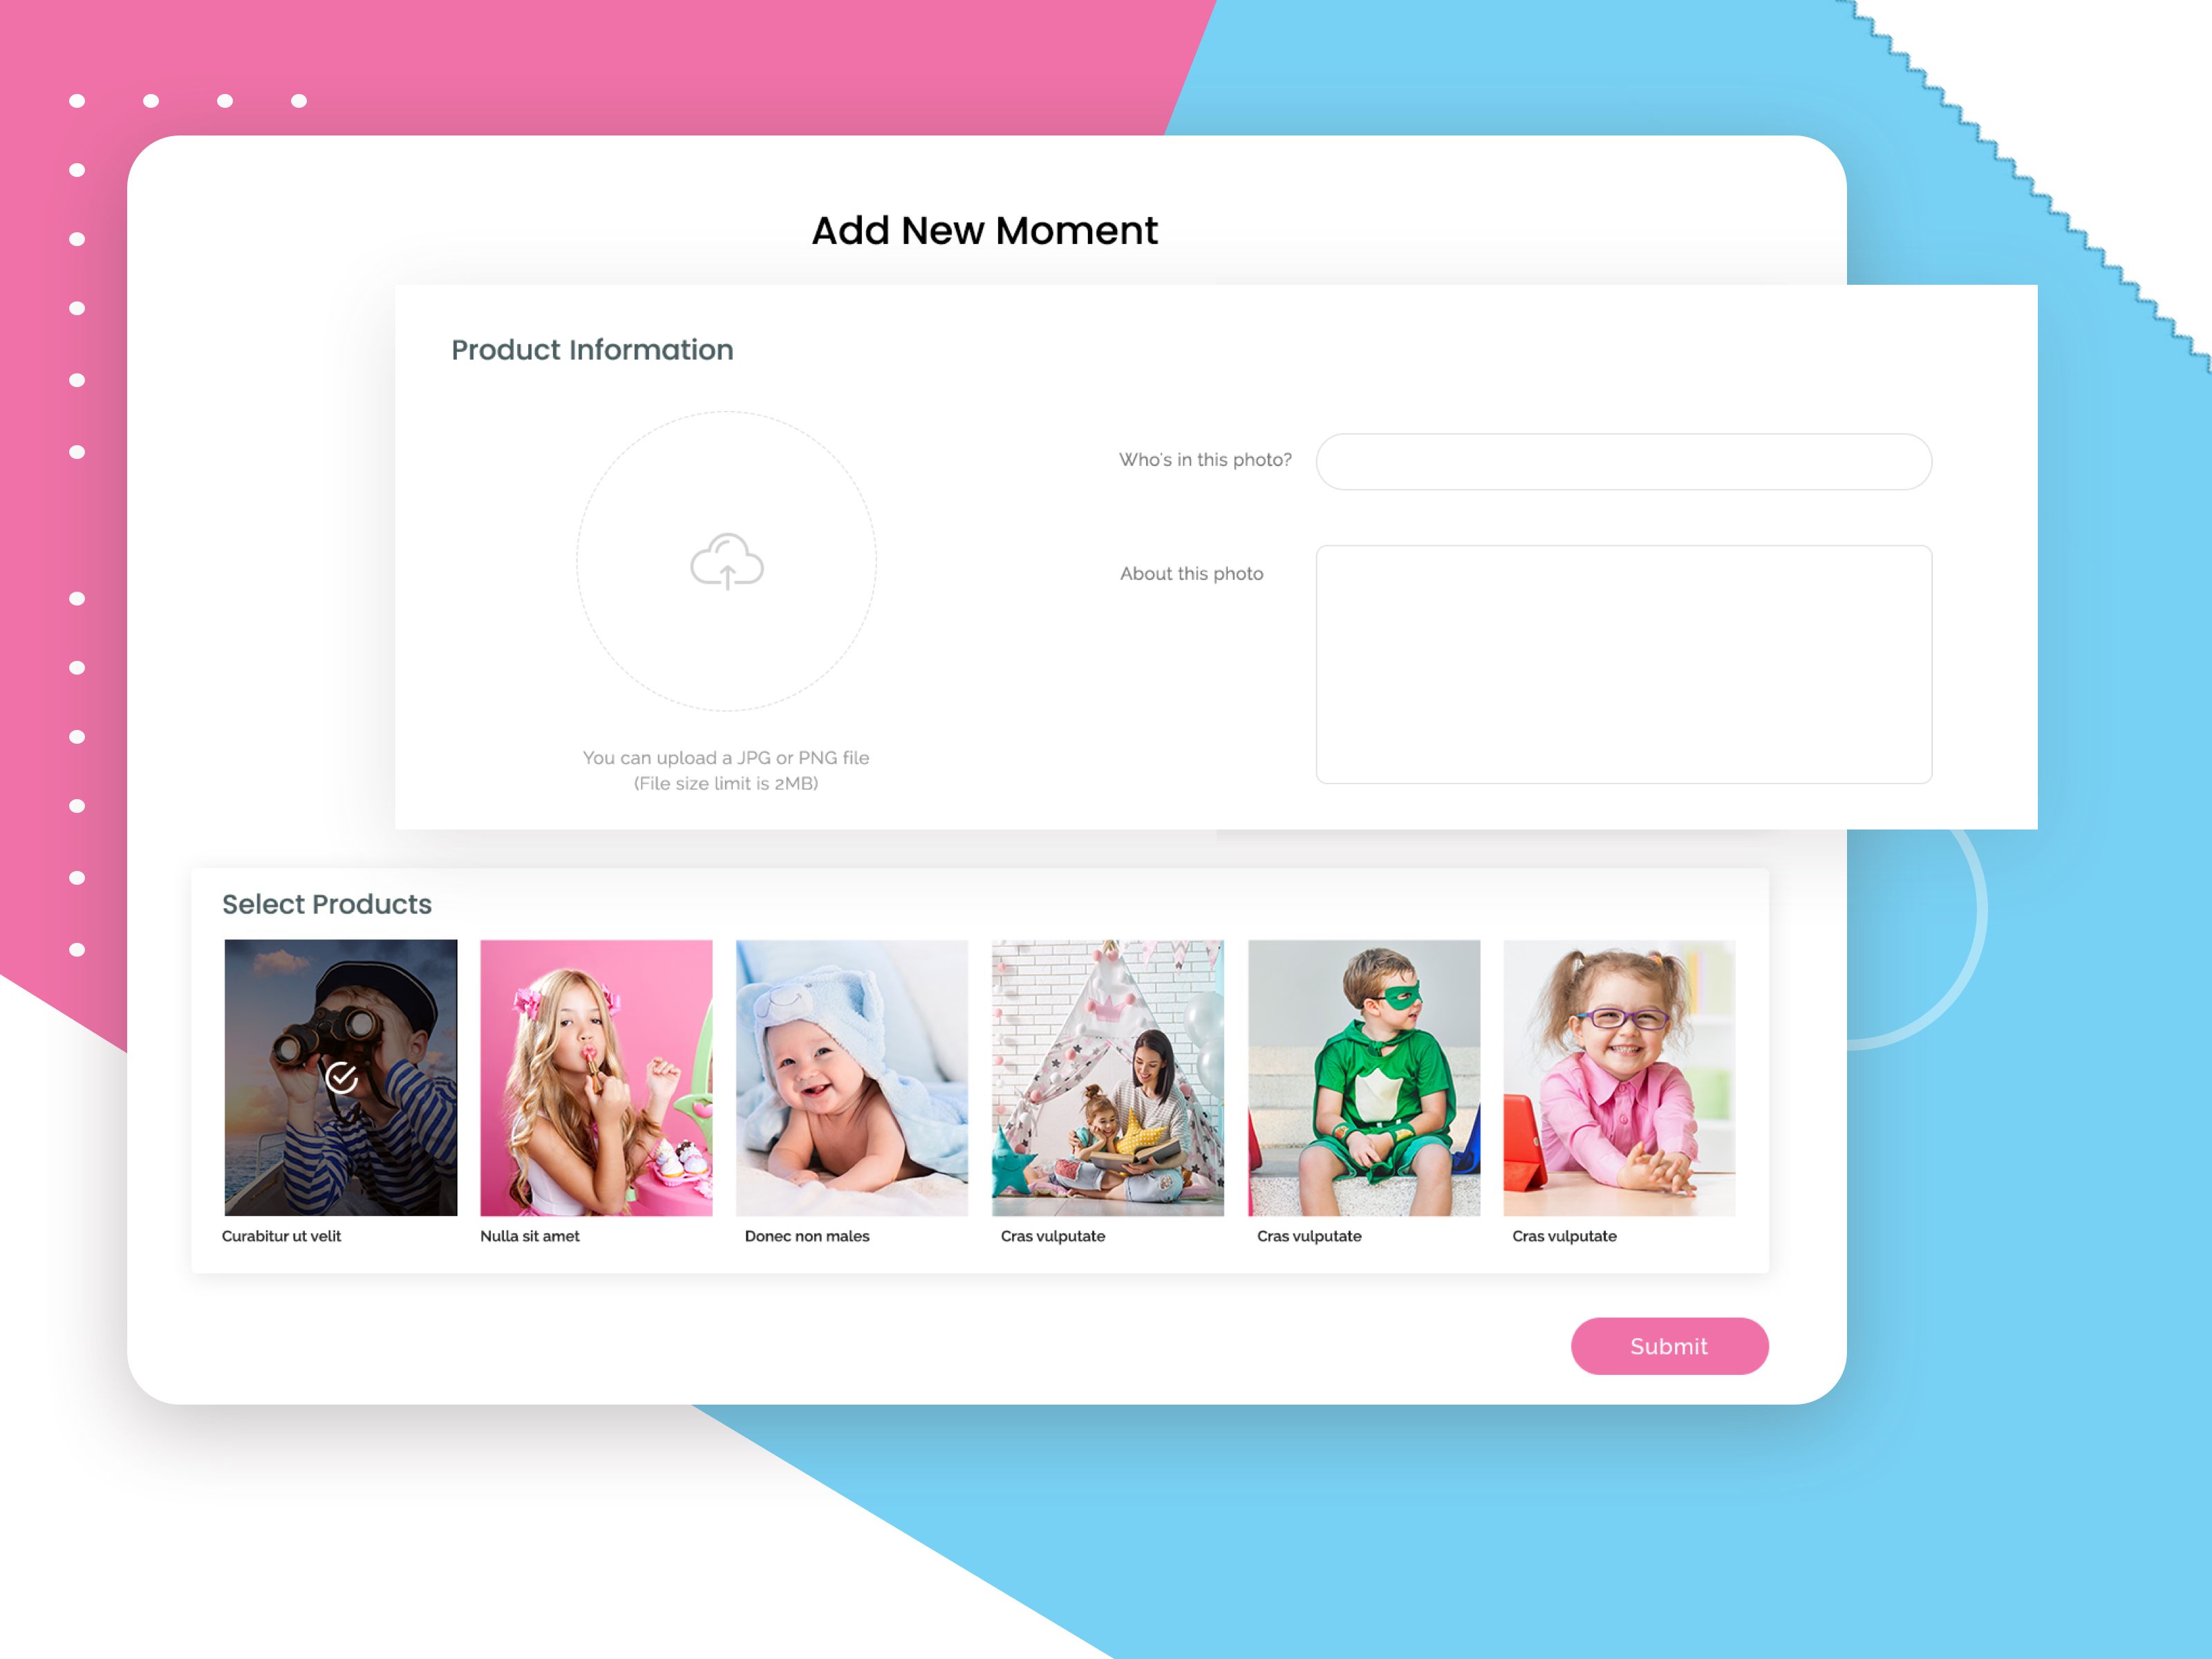 Add New Moment
Product Information
Who's in this photo?
About this photo
You can upload a JPG or PNG file
(File size limit is 2MB)
Select Products
Curabitur ut velit
Nulla sit amet
Donec non males
Cras vulputate
Cras vulputate
Cras vulputate
Submit